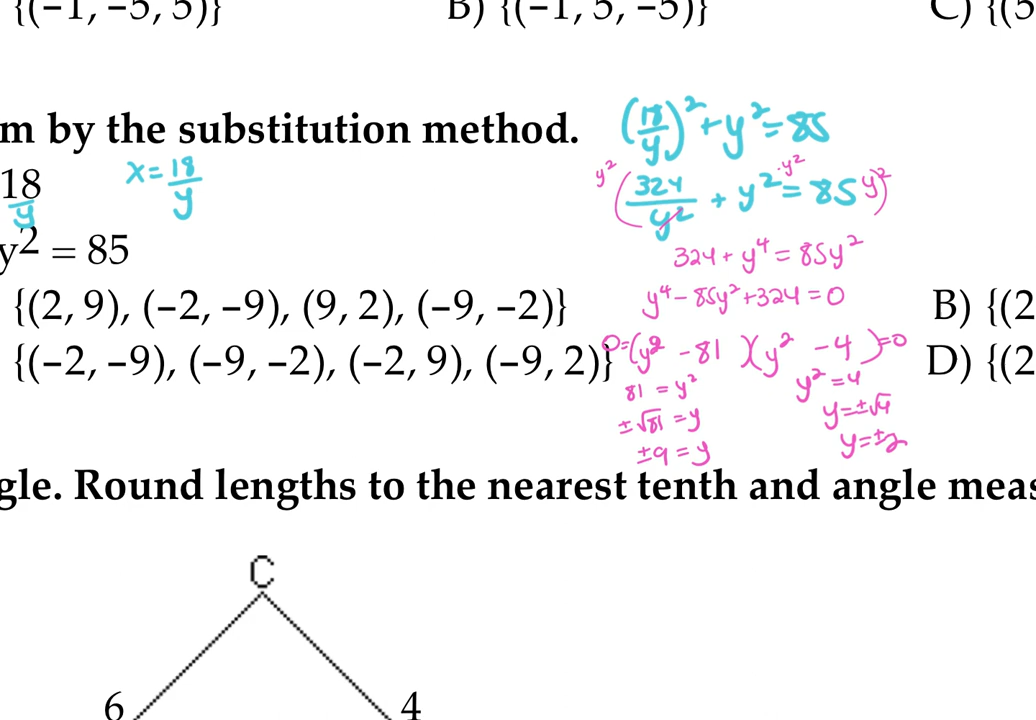 {(−1, −5, 5)} B) {(−1, 5, −5)} C) {(5
m by the substitution method. (18/y)² + y² = 85
18/y x = 18/y y² (324/y² + y² = 85 y²) · y²
y² = 85 324 + y⁴ = 85y²
y⁴ − 85y² + 324 = 0
{(2, 9), (−2, −9), (9, 2), (−9, −2)} B) {(2
{(−2, −9), (−9, −2), (−2, 9), (−9, 2)} 0 = (y² − 81)(y² − 4) = 0 D) {(2
81 = y² y² = 4
±√81 = y y = ±√4
±9 = y y = ±2
gle. Round lengths to the nearest tenth and angle meas
C
6 4